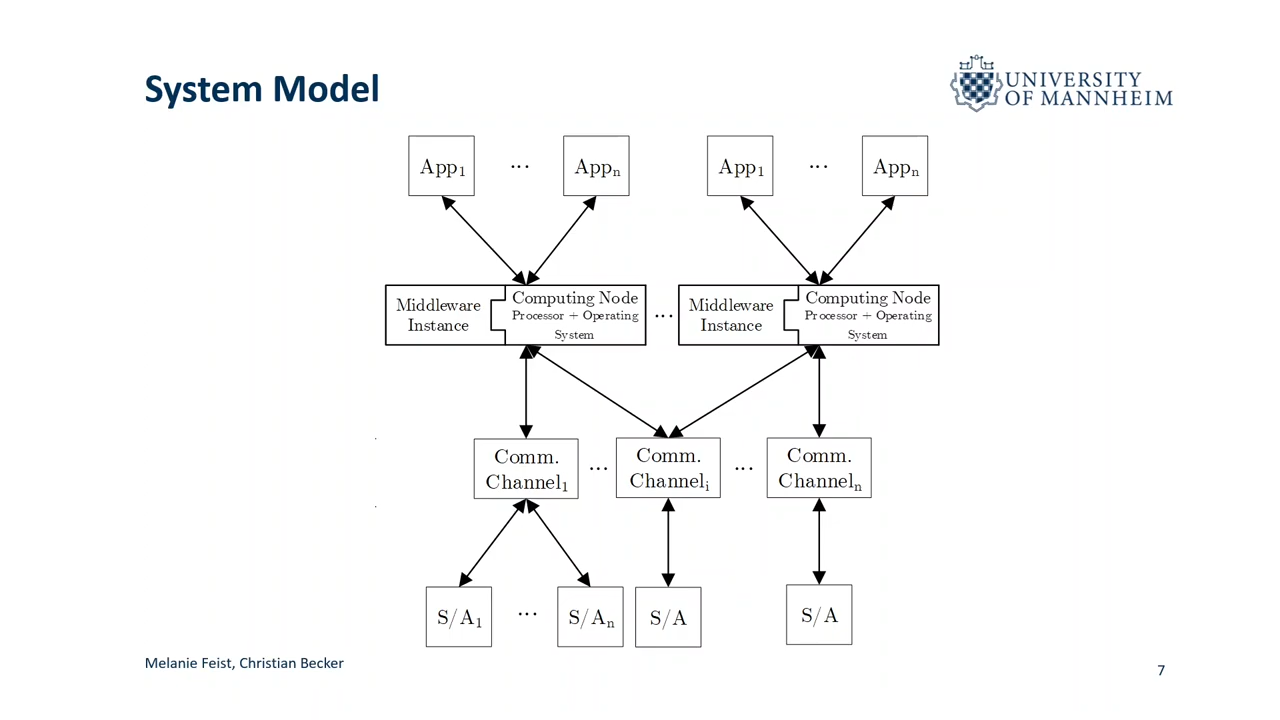 System Model
UNIVERSITY
OF MANNHEIM
App₁ ... Appₙ App₁ ... Appₙ
Middleware
Instance
Computing Node
Processor + Operating
System
...
Middleware
Instance
Computing Node
Processor + Operating
System
Comm.
Channel₁
...
Comm.
Channelᵢ
...
Comm.
Channelₙ
S/A₁ ... S/Aₙ S/A S/A
Melanie Feist, Christian Becker
7